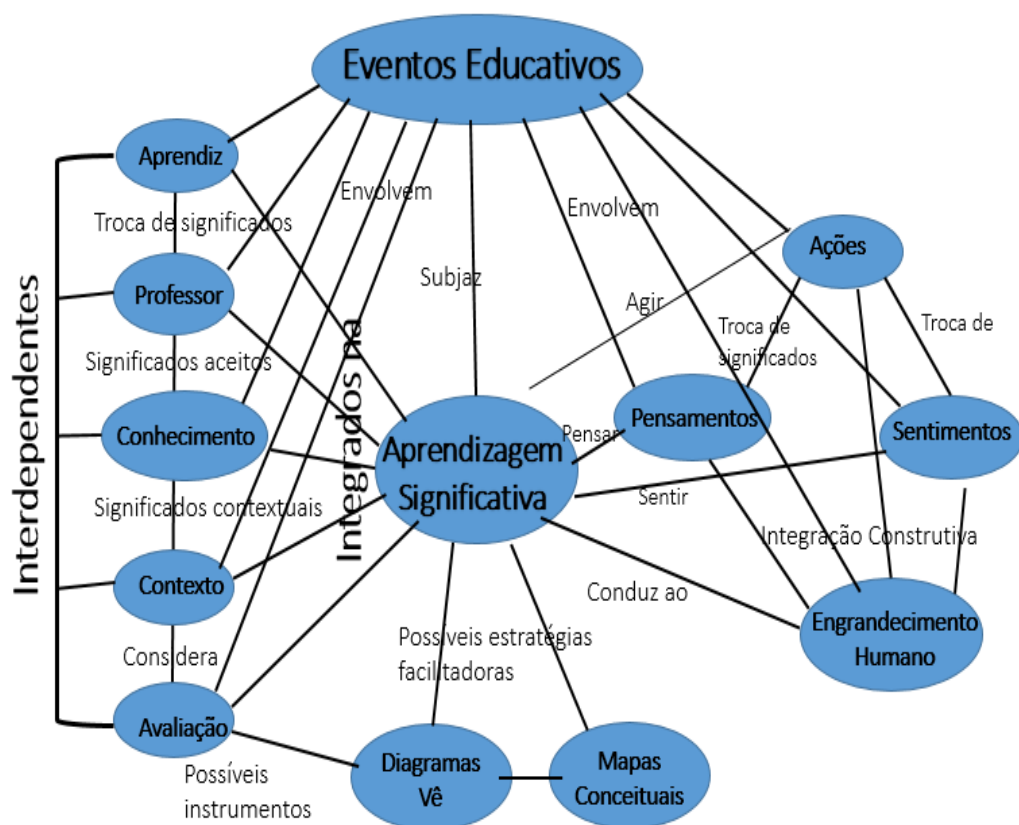 Eventos Educativos
Aprendiz
Envolvem
Envolvem
Troca de significados
Ações
Subjaz
Professor
Agir
Troca de
significados
Troca de
Interdependentes
Significados aceitos
Integrados na
Conhecimento
Aprendizagem
Significativa
Pensar
Pensamentos
Sentimentos
Significados contextuais
Sentir
Integração Construtiva
Contexto
Conduz ao
Engrandecimento
Humano
Considera
Possíveis estratégias
facilitadoras
Avaliação
Possíveis
instrumentos
Diagramas
Vê
Mapas
Conceituais